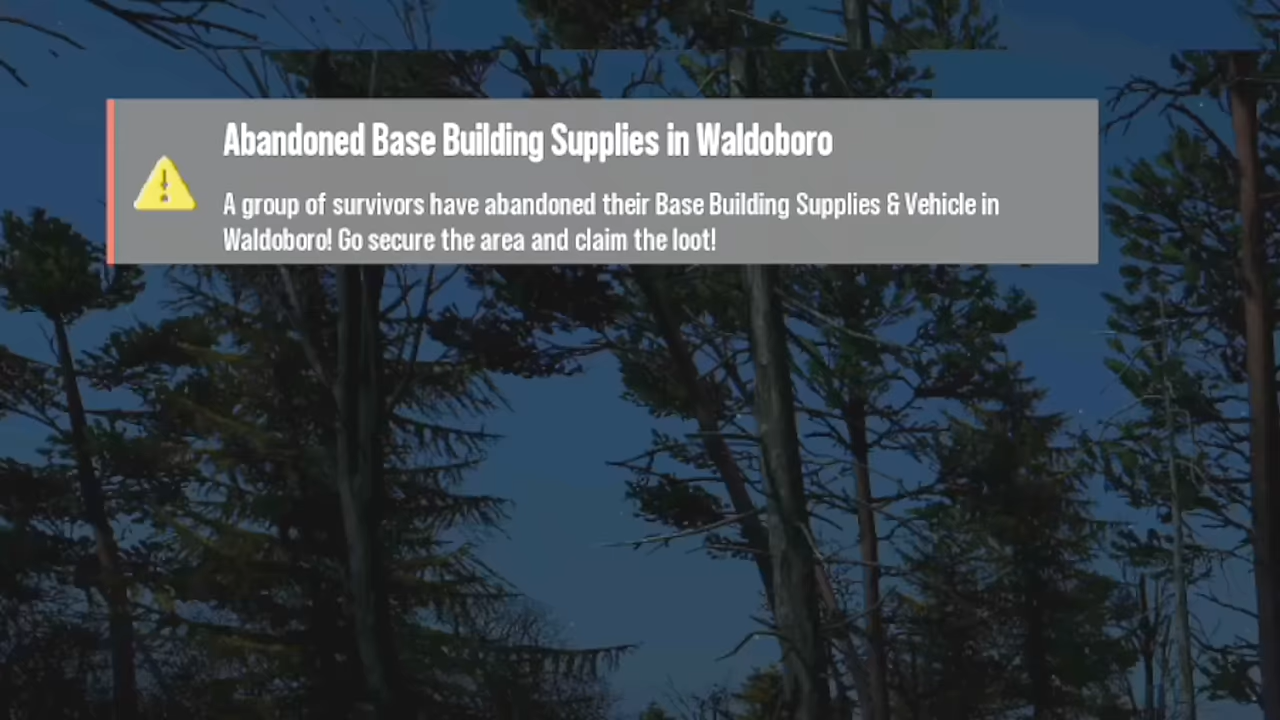 Abandoned Base Building Supplies in Waldoboro
A group of survivors have abandoned their Base Building Supplies & Vehicle in
Waldoboro! Go secure the area and claim the loot!